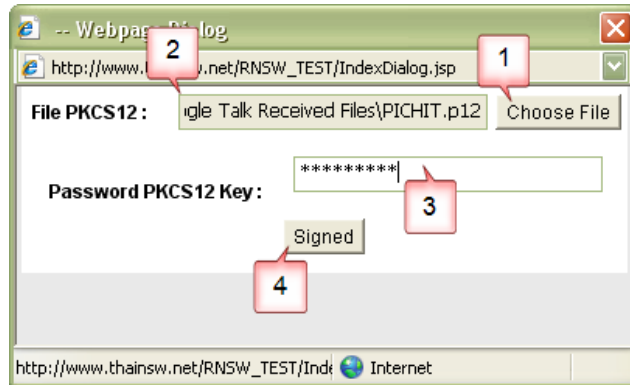 -- Webpage Dialog
2
1
http://www. .net/RNSW_TEST/IndexDialog.jsp
File PKCS12 :
gle Talk Received Files\PICHIT.p12
Choose File
*********
Password PKCS12 Key :
3
Signed
4
http://www.thainsw.net/RNSW_TEST/Inde
Internet